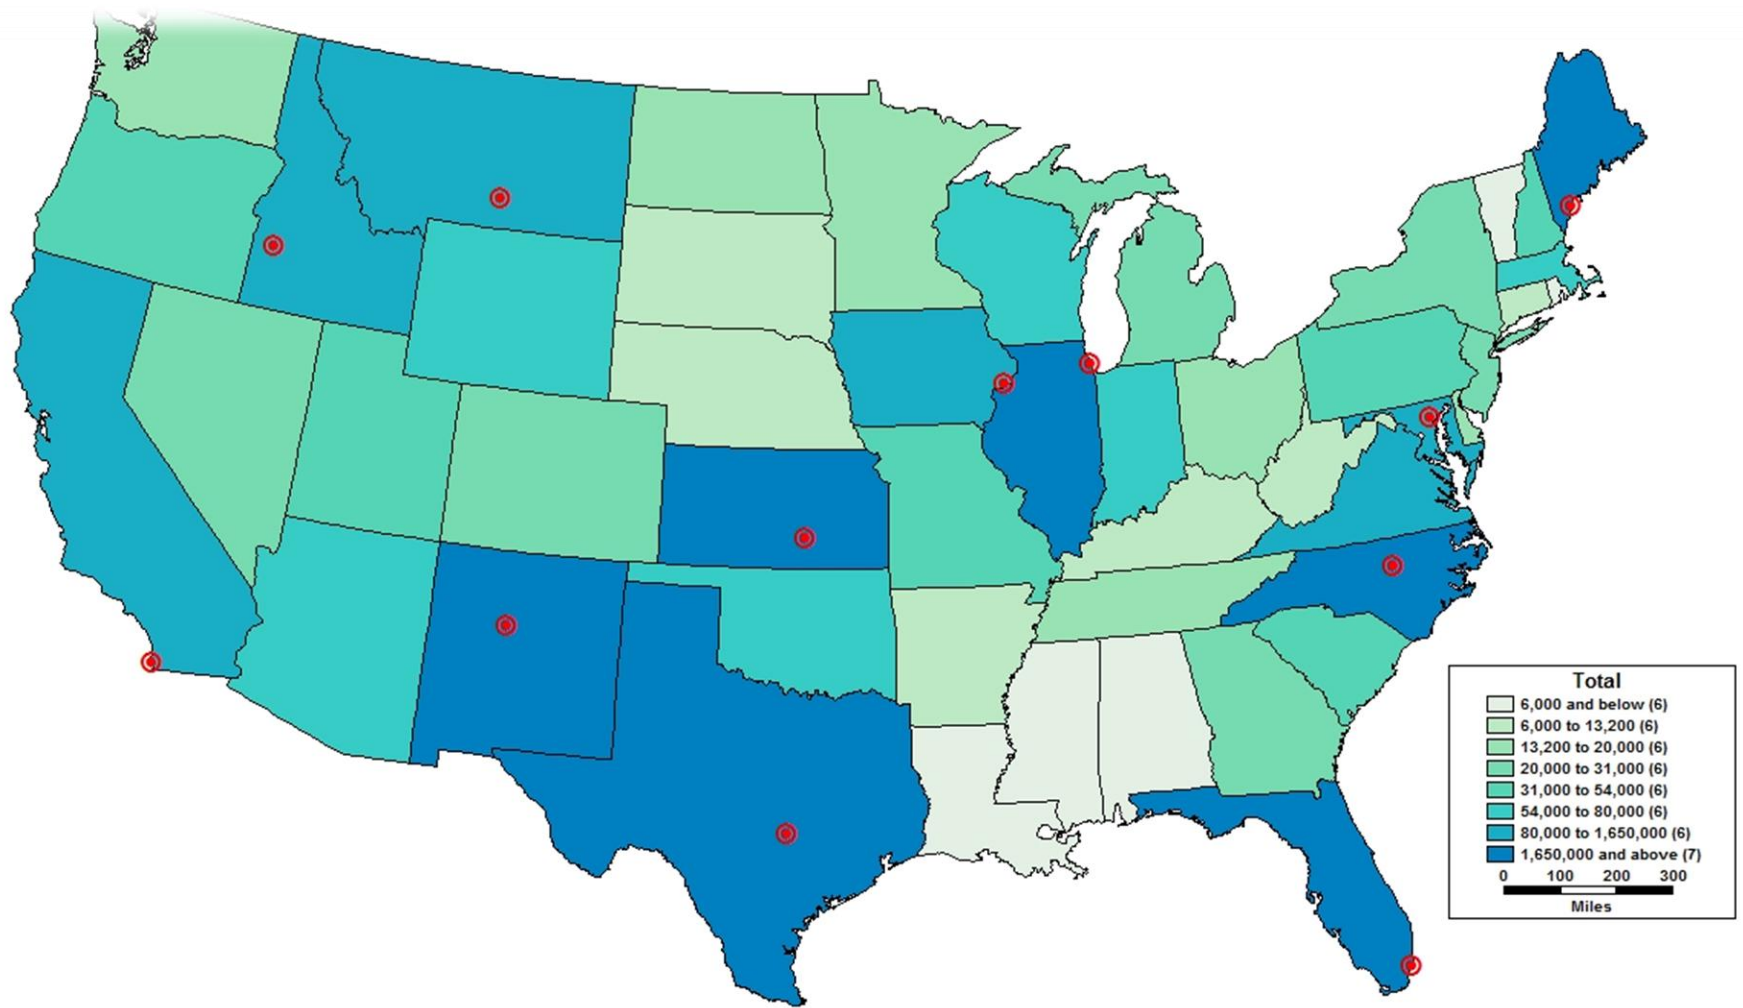 Total
6,000 and below (6)
6,000 to 13,200 (6)
13,200 to 20,000 (6)
20,000 to 31,000 (6)
31,000 to 54,000 (6)
54,000 to 80,000 (6)
80,000 to 1,650,000 (6)
1,650,000 and above (7)
0 100 200 300
Miles